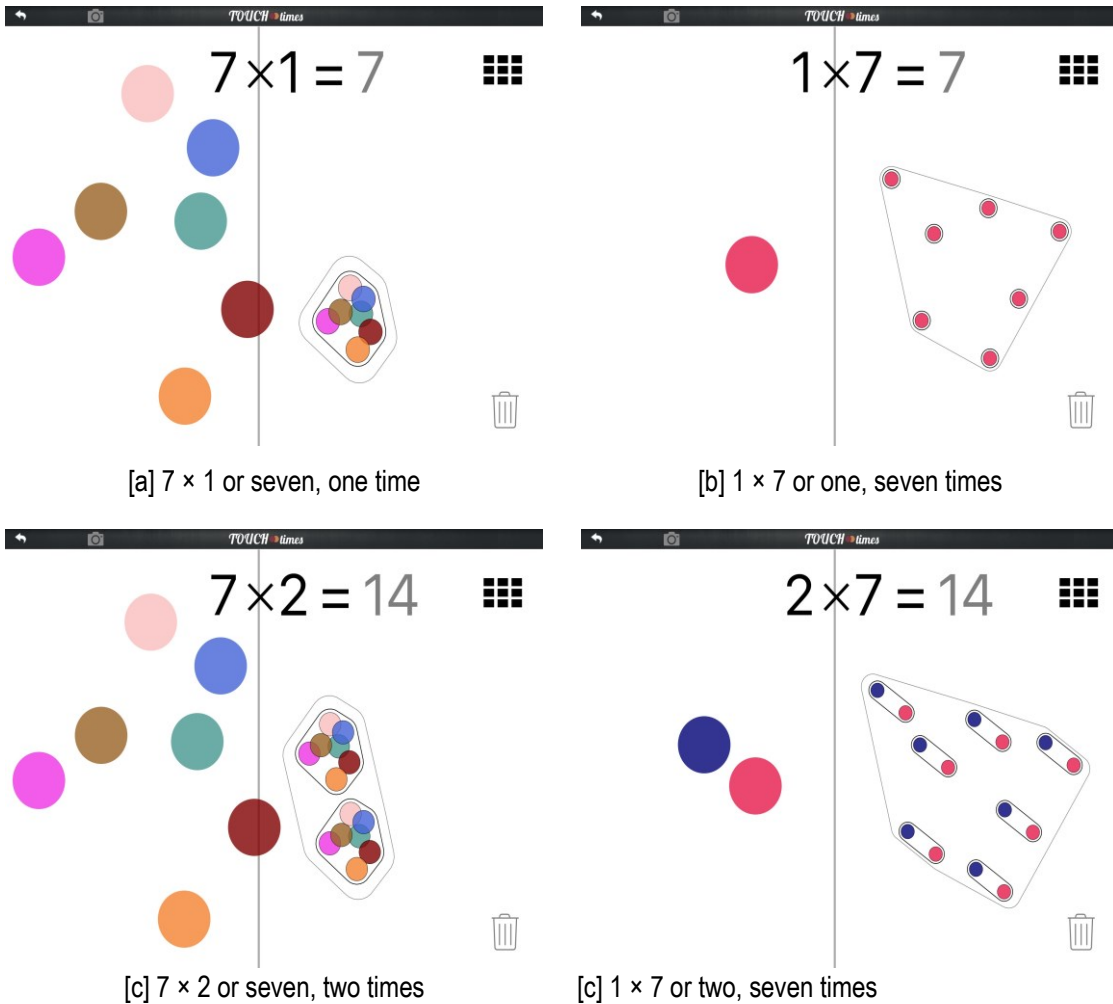 TOUCH times
7×1=7
[a] 7 × 1 or seven, one time
TOUCH times
1×7=7
[b] 1 × 7 or one, seven times
TOUCH times
7×2=14
[c] 7 × 2 or seven, two times
TOUCH times
2×7=14
[c] 1 × 7 or two, seven times